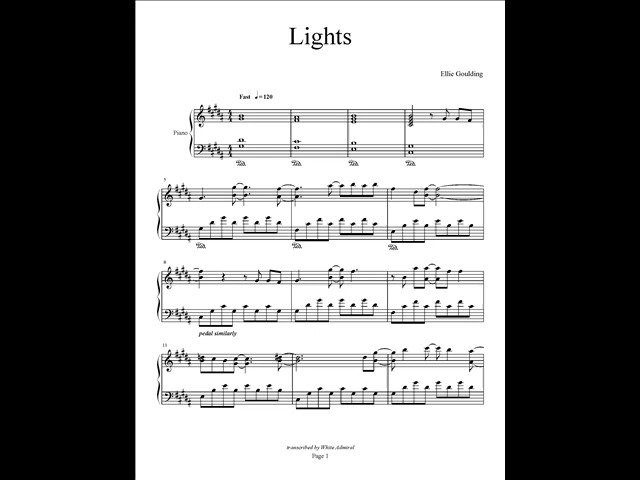 Lights
Ellie Goulding
Fast ♩=120
Piano
5
8
pedal similarly
11
transcribed by White Admiral
Page 1